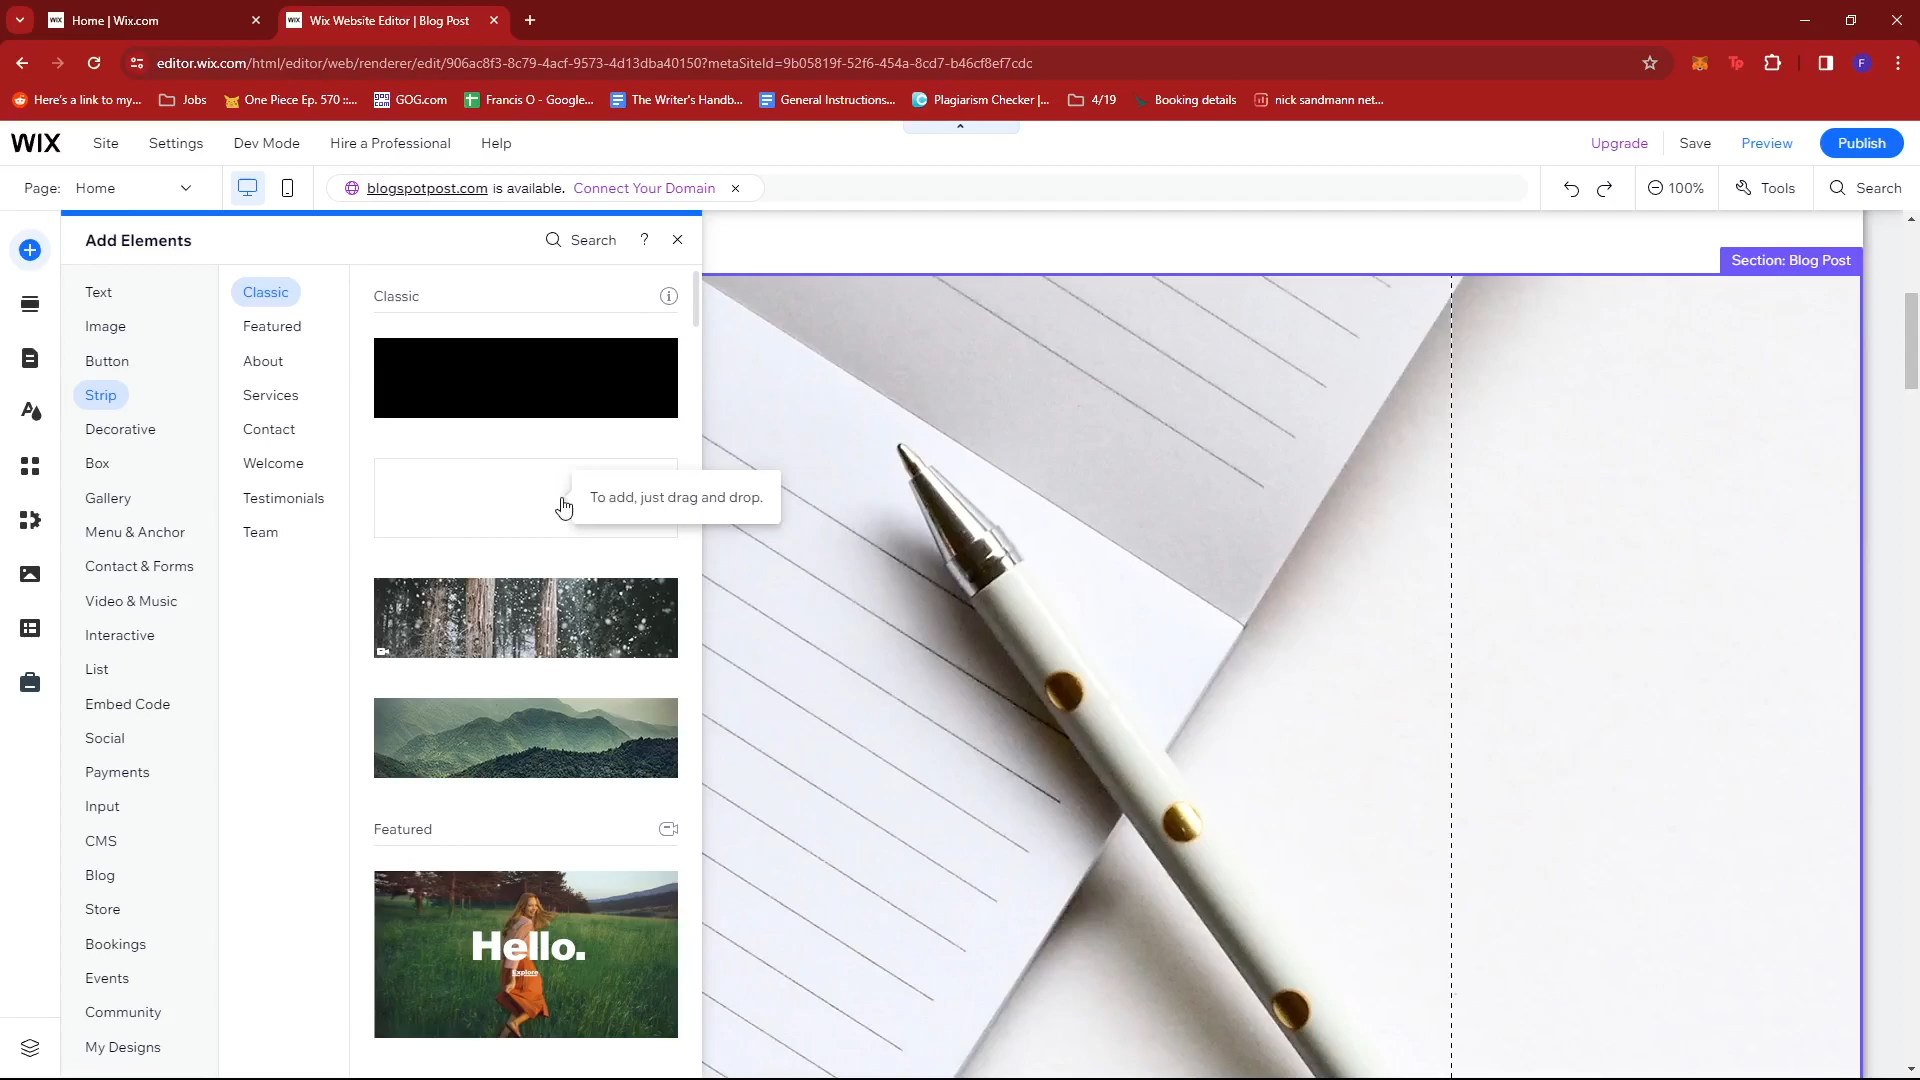 Home | Wix.com
Wix Website Editor | Blog Post
editor.wix.com/html/editor/web/renderer/edit/906ac8f3-8c79-4acf-9573-4d13dba40150?metaSiteId=9b05819f-52f6-454a-8cd7-b46cf8ef7cdc
Here's a link to my...
Jobs
One Piece Ep. 570 ::...
GOG.com
Francis O - Google...
The Writer's Handb...
General Instructions...
Plagiarism Checker |...
4/19
Booking details
nick sandmann net...
WIX
Site
Settings
Dev Mode
Hire a Professional
Help
Upgrade
Save
Preview
Publish
Page: Home
blogspotpost.com is available. Connect Your Domain
100%
Tools
Search
Add Elements
Search
?
Section: Blog Post
Text
Image
Button
Strip
Decorative
Box
Gallery
Menu & Anchor
Contact & Forms
Video & Music
Interactive
List
Embed Code
Social
Payments
Input
CMS
Blog
Store
Bookings
Events
Community
My Designs
Classic
Featured
About
Services
Contact
Welcome
Testimonials
Team
Classic
To add, just drag and drop.
Featured
Hello.
Explore